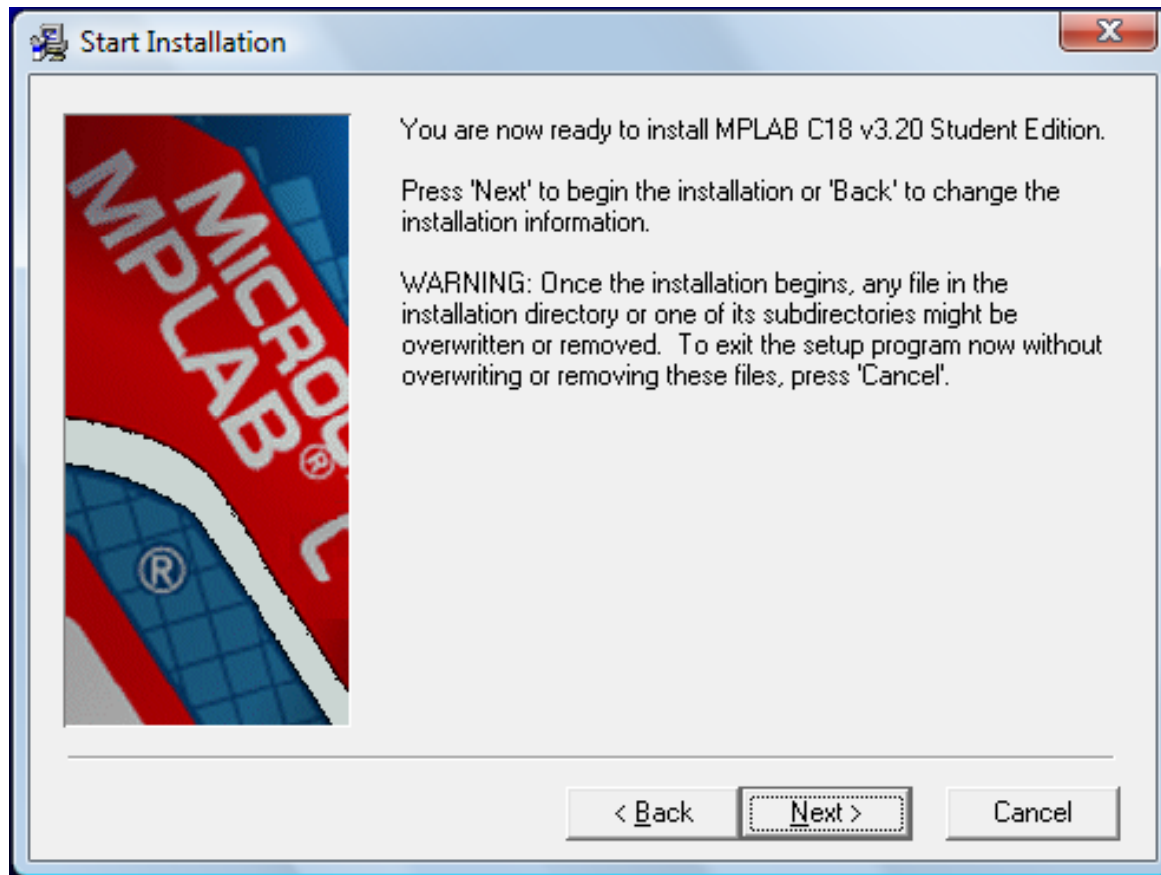 Start Installation
You are now ready to install MPLAB C18 v3.20 Student Edition.
Press 'Next' to begin the installation or 'Back' to change the
installation information.
WARNING: Once the installation begins, any file in the
installation directory or one of its subdirectories might be
overwritten or removed.  To exit the setup program now without
overwriting or removing these files, press 'Cancel'.
MPLAB®
®
< Back
Next >
Cancel